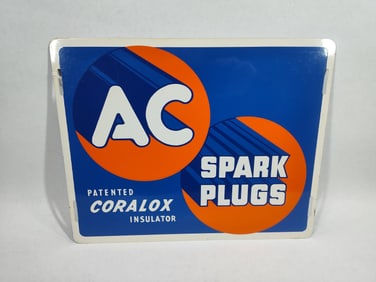 AC
SPARK
PLUGS
PATENTED
CORALOX
INSULATOR